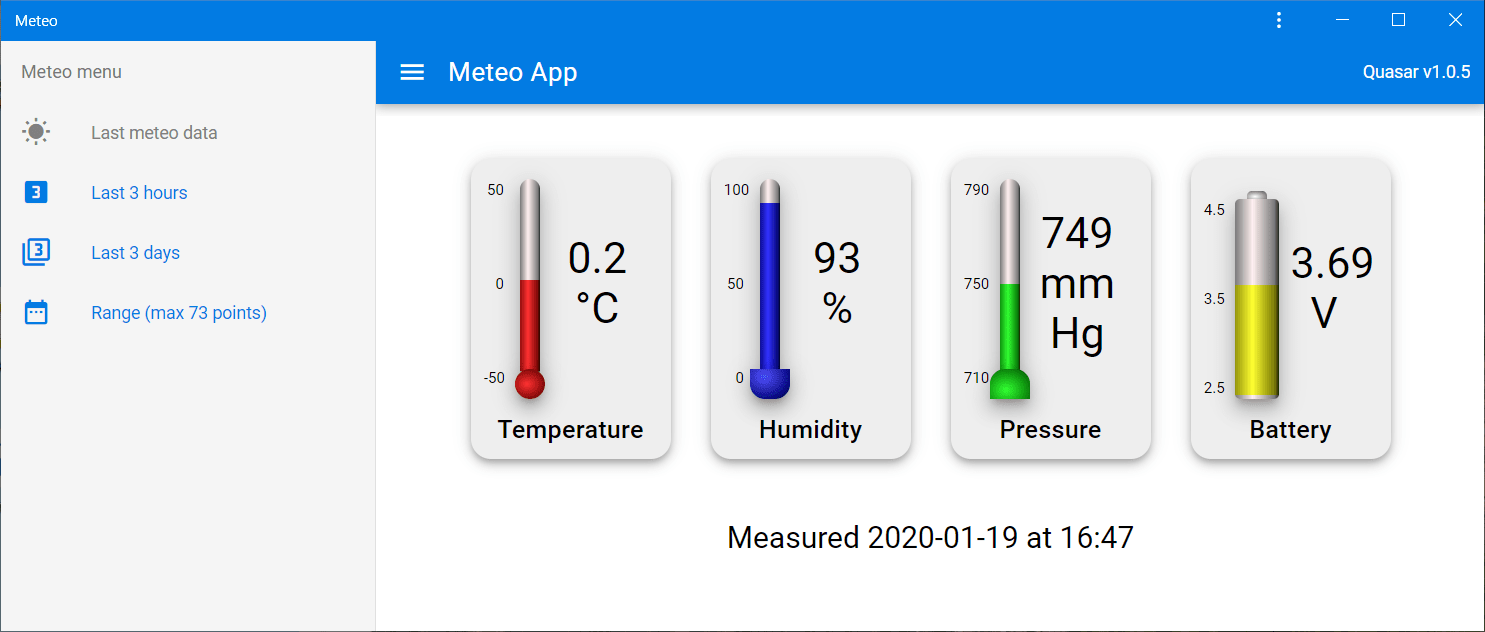 Meteo
Meteo menu
Meteo App
Quasar v1.0.5
Last meteo data
3 Last 3 hours
3 Last 3 days
Range (max 73 points)
50
0
-50
0.2
°C
Temperature
100
50
0
93
%
Humidity
790
750
710
749
mm
Hg
Pressure
4.5
3.5
2.5
3.69
V
Battery
Measured 2020-01-19 at 16:47